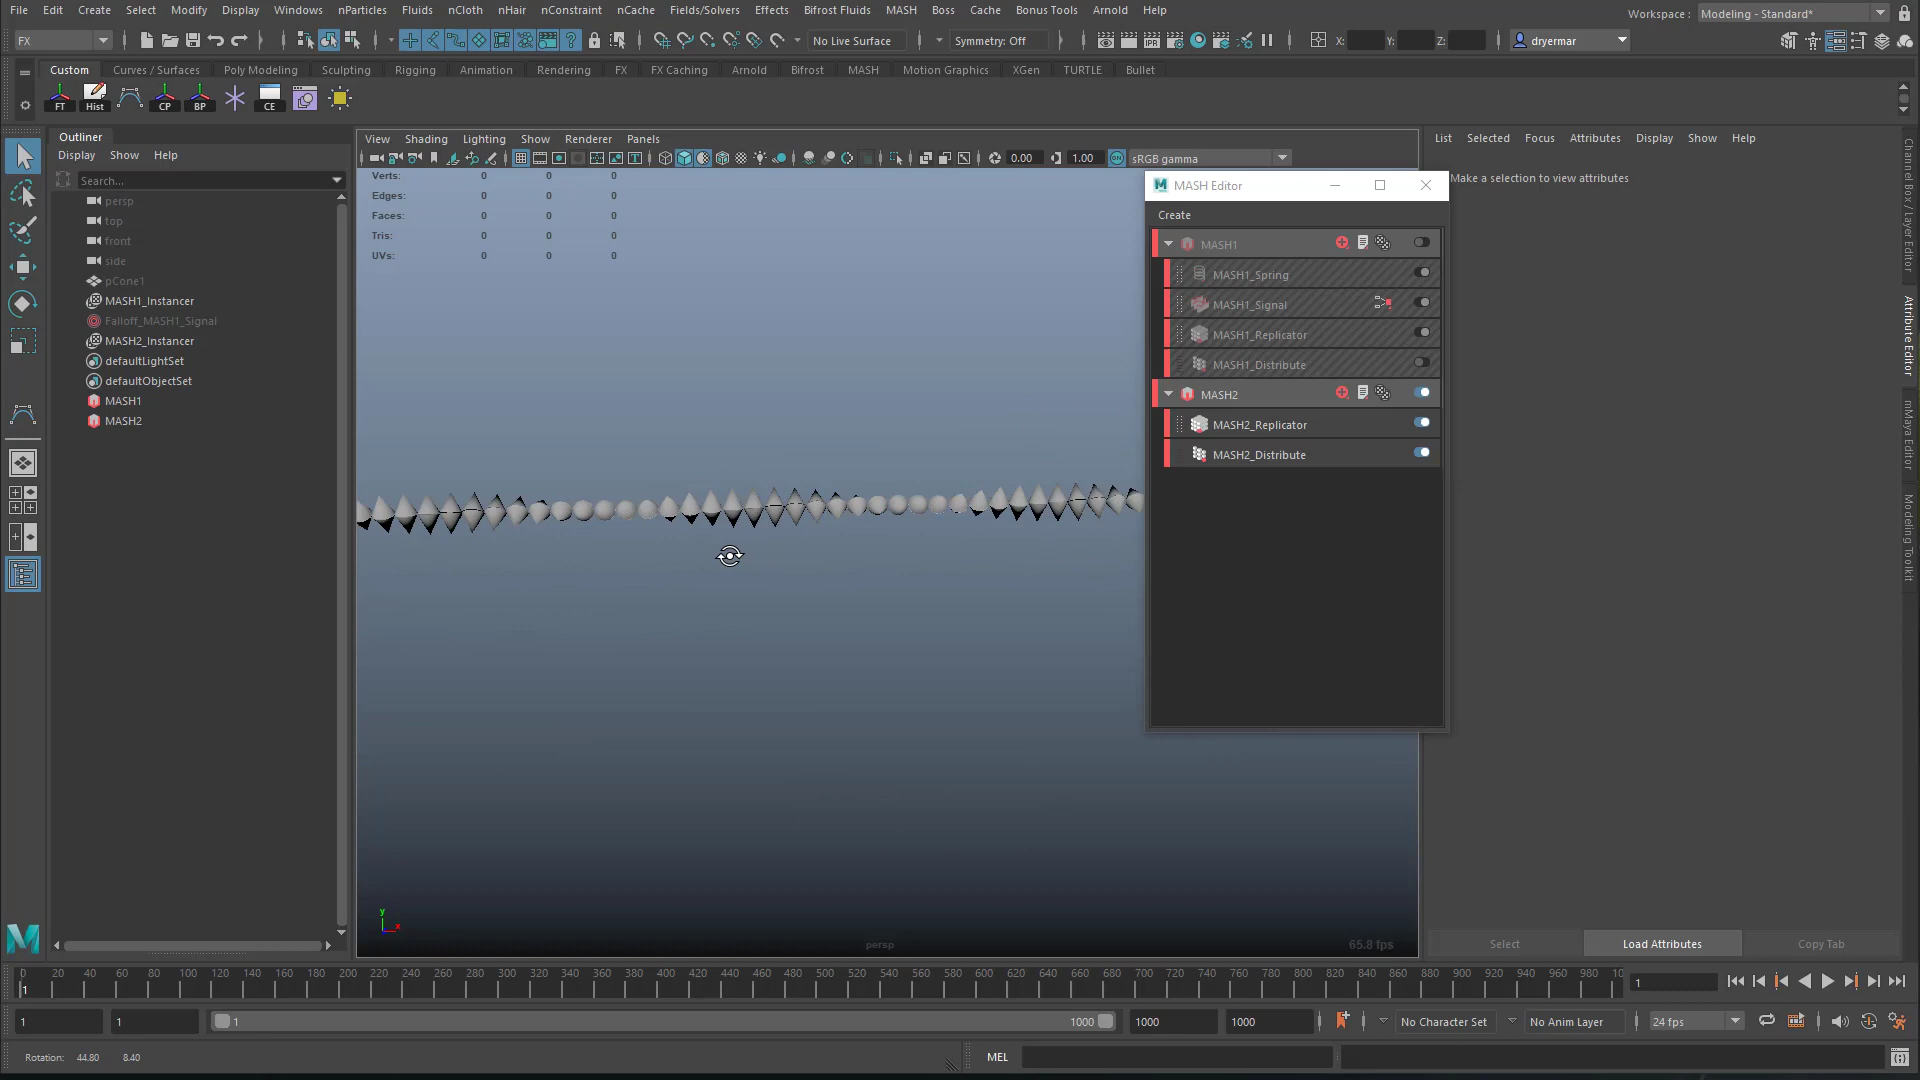 File Edit Create Select Modify Display Windows nParticles Fluids nCloth nHair nConstraint nCache Fields/Solvers Effects Bifrost Fluids MASH Boss Cache Bonus Tools Arnold Help
Workspace : Modeling - Standard*
FX No Live Surface Symmetry: Off X: Y: Z: dryermar
Custom Curves / Surfaces Poly Modeling Sculpting Rigging Animation Rendering FX FX Caching Arnold Bifrost MASH Motion Graphics XGen TURTLE Bullet
FT Hist CP BP CE
Outliner
Display Show Help
Search...
persp
top
front
side
pCone1
MASH1_Instancer
Falloff_MASH1_Signal
MASH2_Instancer
defaultLightSet
defaultObjectSet
MASH1
MASH2
View Shading Lighting Show Renderer Panels
0.00 1.00 sRGB gamma
Verts: 0 0 0
Edges: 0 0 0
Faces: 0 0 0
Tris: 0 0 0
UVs: 0 0 0
y
x
persp
65.8 fps
MASH Editor
Create
MASH1
MASH1_Spring
MASH1_Signal
MASH1_Replicator
MASH1_Distribute
MASH2
MASH2_Replicator
MASH2_Distribute
List Selected Focus Attributes Display Show Help
Make a selection to view attributes
Channel Box / Layer Editor
Attribute Editor
mMaya Editor
Modeling Toolkit
Select Load Attributes Copy Tab
0 20 40 60 80 100 120 140 160 180 200 220 240 260 280 300 320 340 360 380 400 420 440 460 480 500 520 540 560 580 600 620 640 660 680 700 720 740 760 780 800 820 840 860 880 900 920 940 960 980 10
1 1
1 1 1 1000 1000 1000 No Character Set No Anim Layer 24 fps
Rotation: 44.80 8.40 MEL